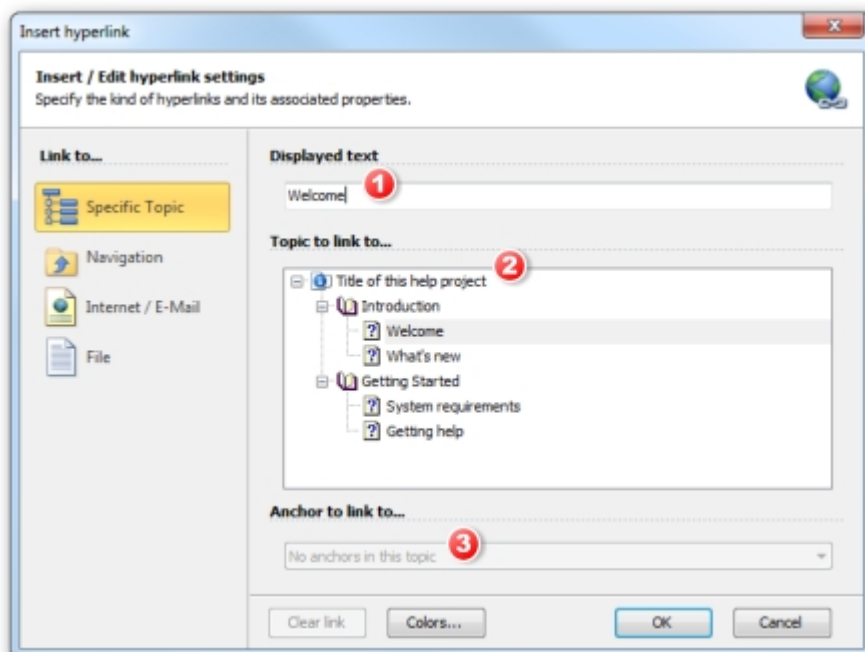 Insert hyperlink
Insert / Edit hyperlink settings
Specify the kind of hyperlinks and its associated properties.
Link to...
Specific Topic
Navigation
Internet / E-Mail
File
Displayed text
Welcome
1
Topic to link to...
2
Title of this help project
Introduction
Welcome
What's new
Getting Started
System requirements
Getting help
Anchor to link to...
No anchors in this topic
3
Clear link
Colors...
OK
Cancel